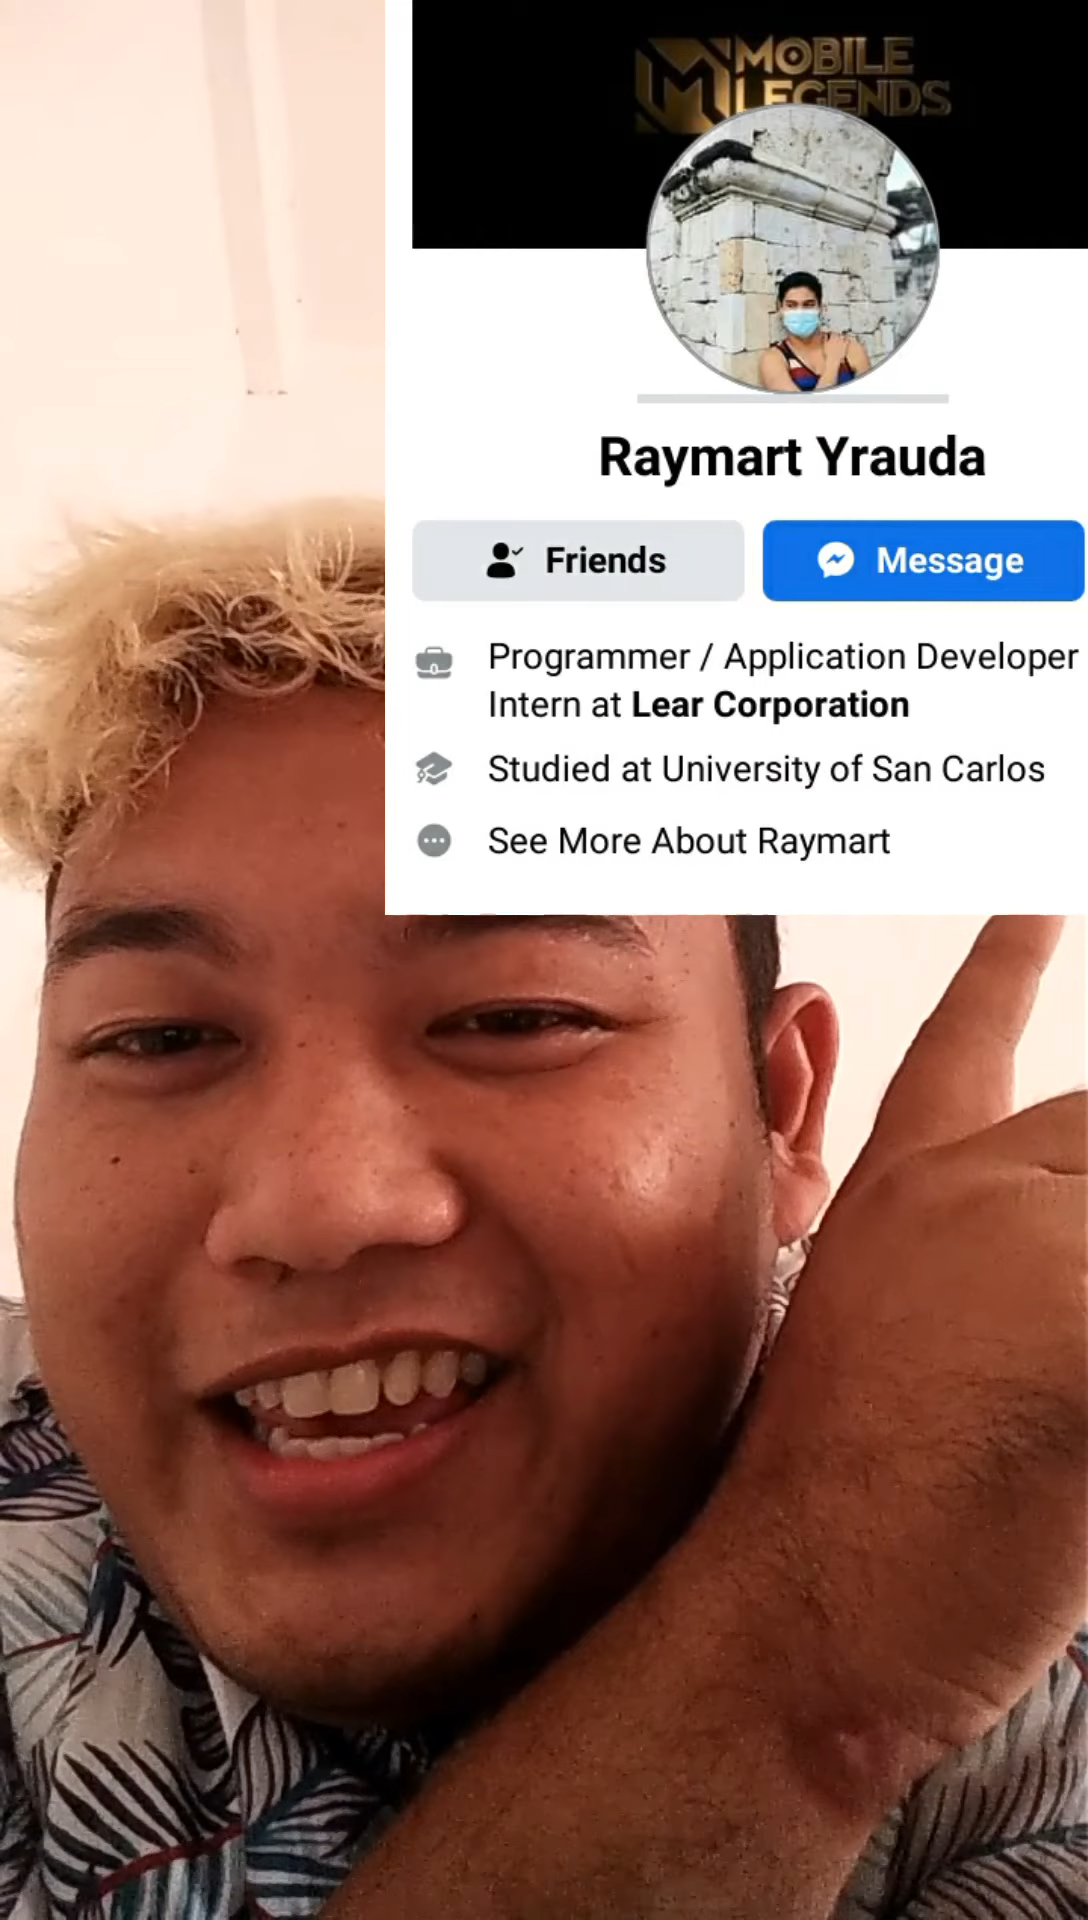 MOBILE
LEGENDS
Raymart Yrauda
Friends
Message
Programmer / Application Developer
Intern at Lear Corporation
Studied at University of San Carlos
See More About Raymart